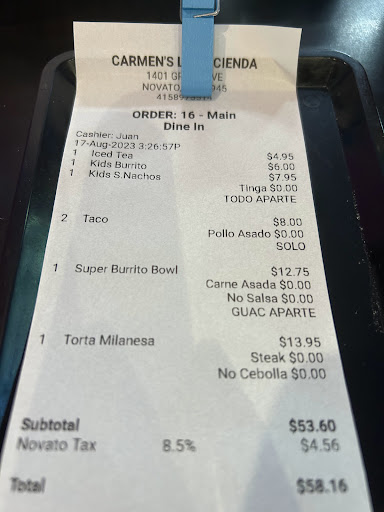 CARMEN'S L CIENDA
1401 G VE
NOVATO 945
ORDER: 16 - Main
Dine In
Cashier: Juan
17-Aug-2023 3:26:57P
1 Iced Tea $4.95
1 Kids Burrito $6.00
1 Kids S.Nachos $7.95
Tinga $0.00
TODO APARTE
2 Taco $8.00
Pollo Asado $0.00
SOLO
1 Super Burrito Bowl $12.75
Carne Asada $0.00
No Salsa $0.00
GUAC APARTE
1 Torta Milanesa $13.95
Steak $0.00
No Cebolla $0.00
Subtotal $53.60
Novato Tax 8.5% $4.56
Total $58.16